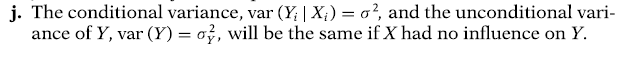 j. The conditional variance, var (Yᵢ | Xᵢ) = σ², and the unconditional vari-
ance of Y, var (Y) = σ²_Y, will be the same if X had no influence on Y.